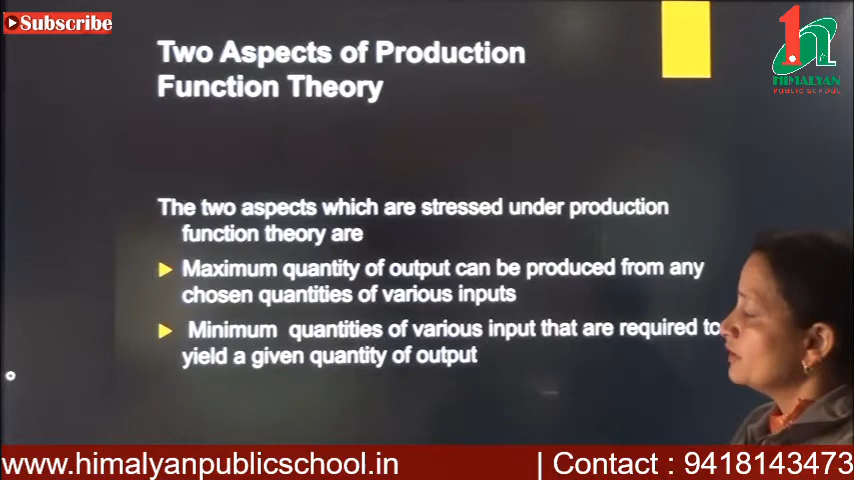 Subscribe
Two Aspects of Production
Function Theory
HIMALYAN
PUBLIC SCHOOL
The two aspects which are stressed under production
function theory are
Maximum quantity of output can be produced from any
chosen quantities of various inputs
Minimum quantities of various input that are required to
yield a given quantity of output
www.himalyanpublicschool.in | Contact : 9418143473